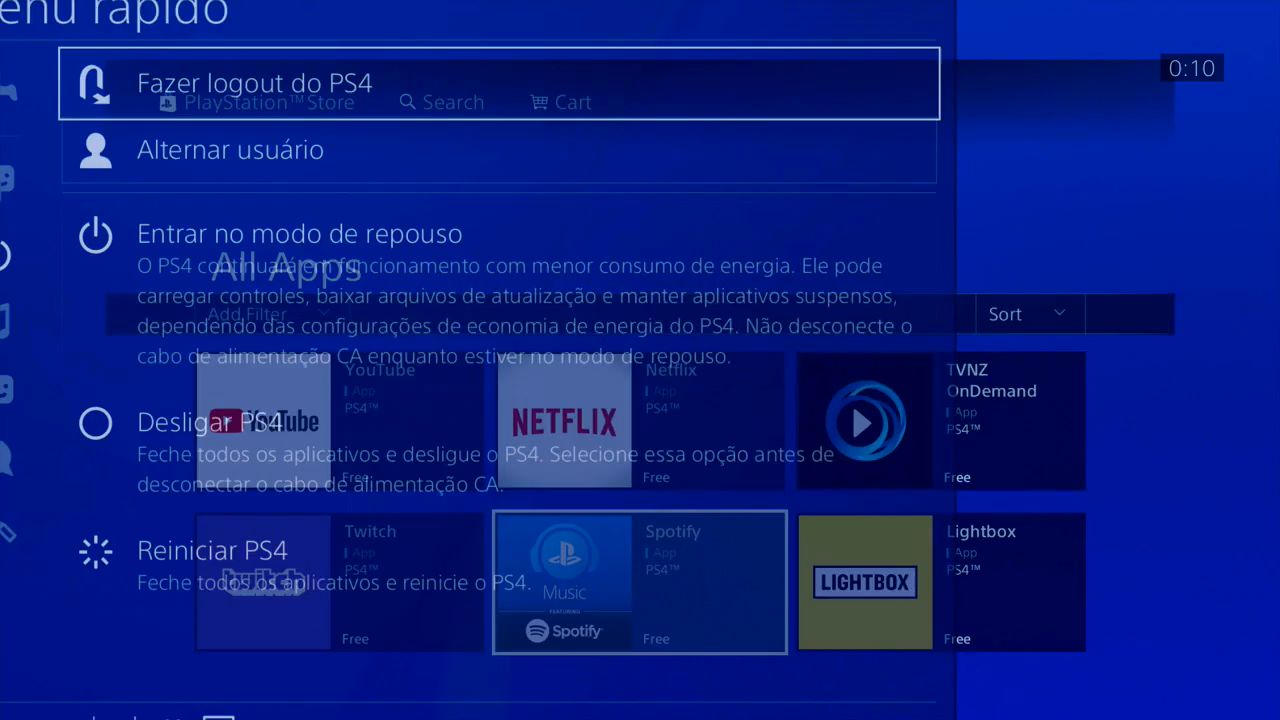 enu rápido
0:10
Fazer logout do PS4
PlayStation™Store
Search
Cart
Alternar usuário
Entrar no modo de repouso
O PS4 continuará em funcionamento com menor consumo de energia. Ele pode
carregar controles, baixar arquivos de atualização e manter aplicativos suspensos,
dependendo das configurações de economia de energia do PS4. Não desconecte o
cabo de alimentação CA enquanto estiver no modo de repouso.
All Apps
Add Filter
Sort
YouTube
App
PS4™
Free
YouTube
Netflix
App
PS4™
Free
NETFLIX
TVNZ
OnDemand
App
PS4™
Free
Desligar PS4
Feche todos os aplicativos e desligue o PS4. Selecione essa opção antes de
desconectar o cabo de alimentação CA.
Twitch
App
PS4™
Free
twitch
Spotify
App
PS4™
Free
Music
FEATURING
Spotify
Lightbox
App
PS4™
Free
LIGHTBOX
Reiniciar PS4
Feche todos os aplicativos e reinicie o PS4.